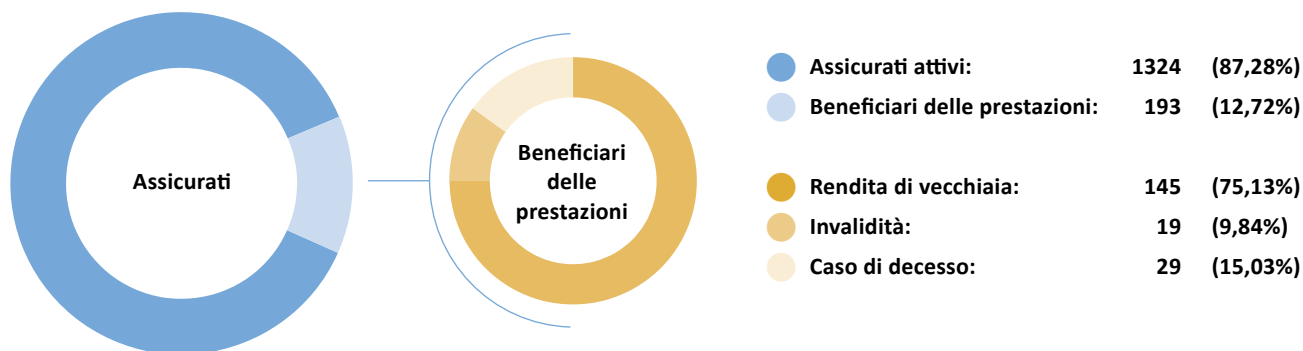 Assicurati
Beneficiari
delle
prestazioni
Assicurati attivi: 1324 (87,28%)
Beneficiari delle prestazioni: 193 (12,72%)
Rendita di vecchiaia: 145 (75,13%)
Invalidità: 19 (9,84%)
Caso di decesso: 29 (15,03%)